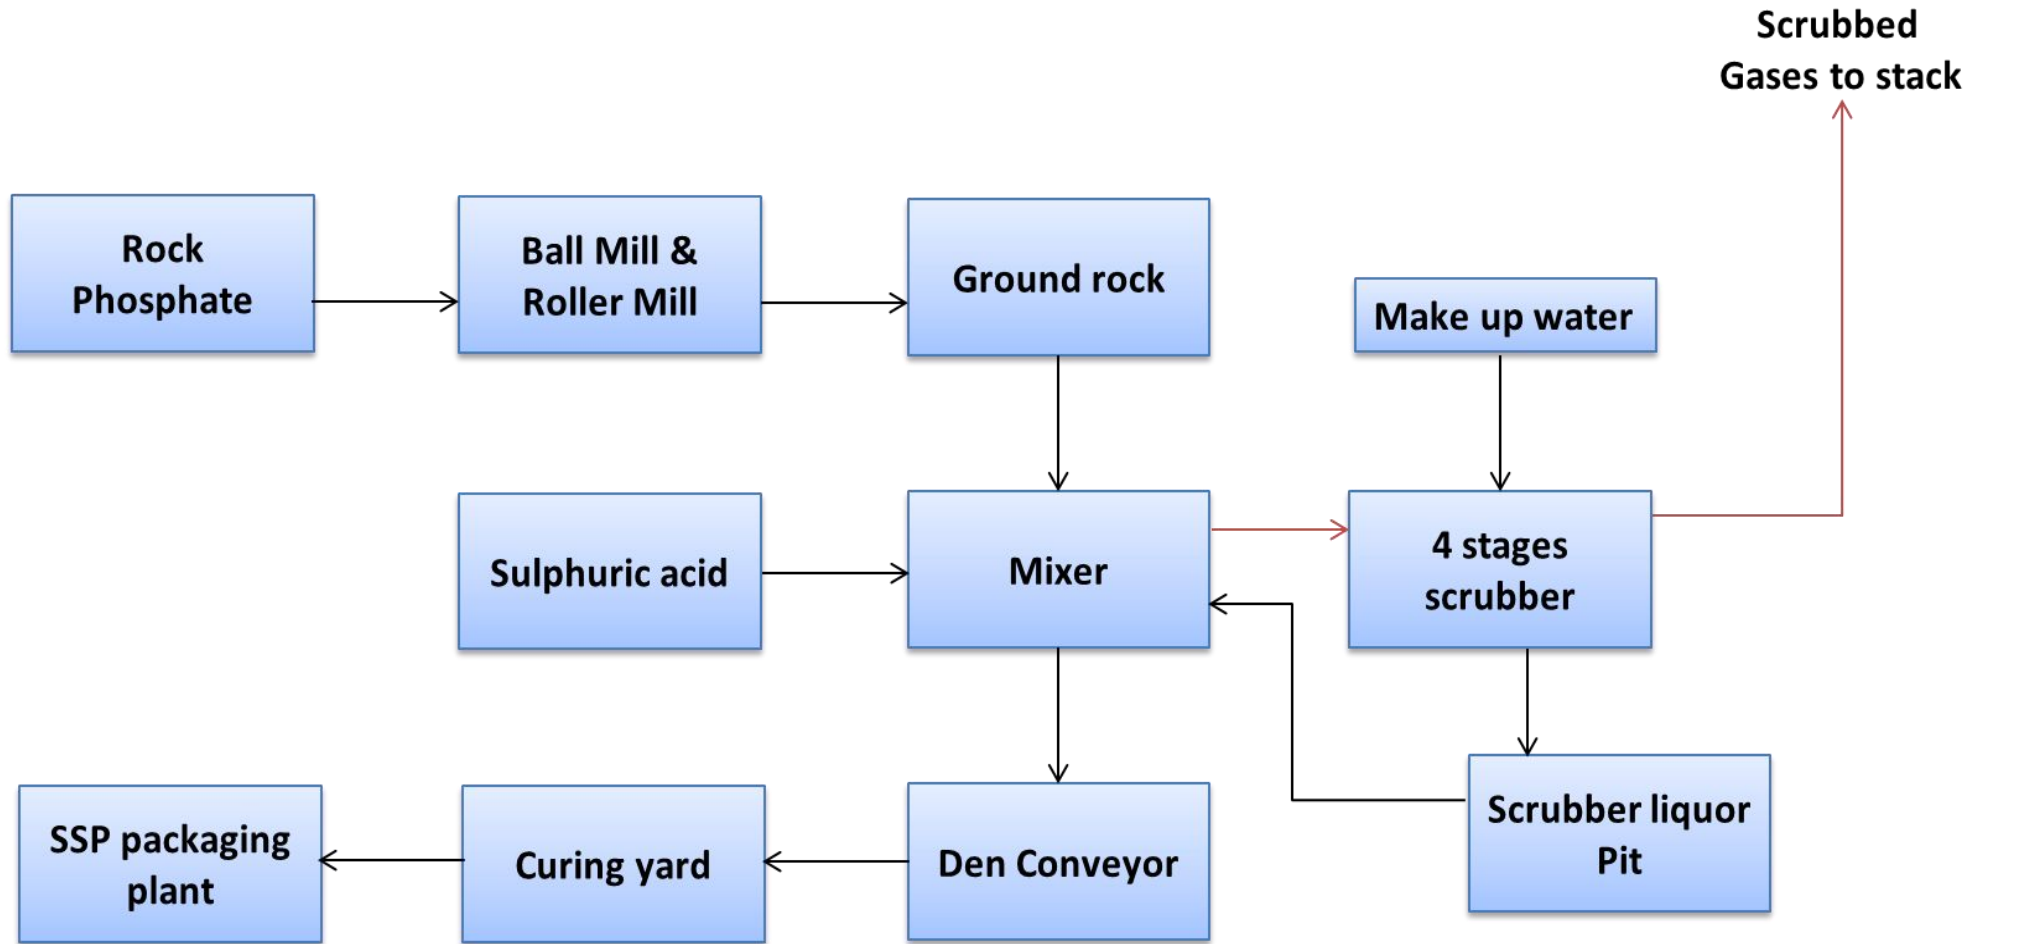 Scrubbed
Gases to stack
Rock
Phosphate
Ball Mill &
Roller Mill
Ground rock
Make up water
Sulphuric acid
Mixer
4 stages
scrubber
SSP packaging
plant
Curing yard
Den Conveyor
Scrubber liquor
Pit